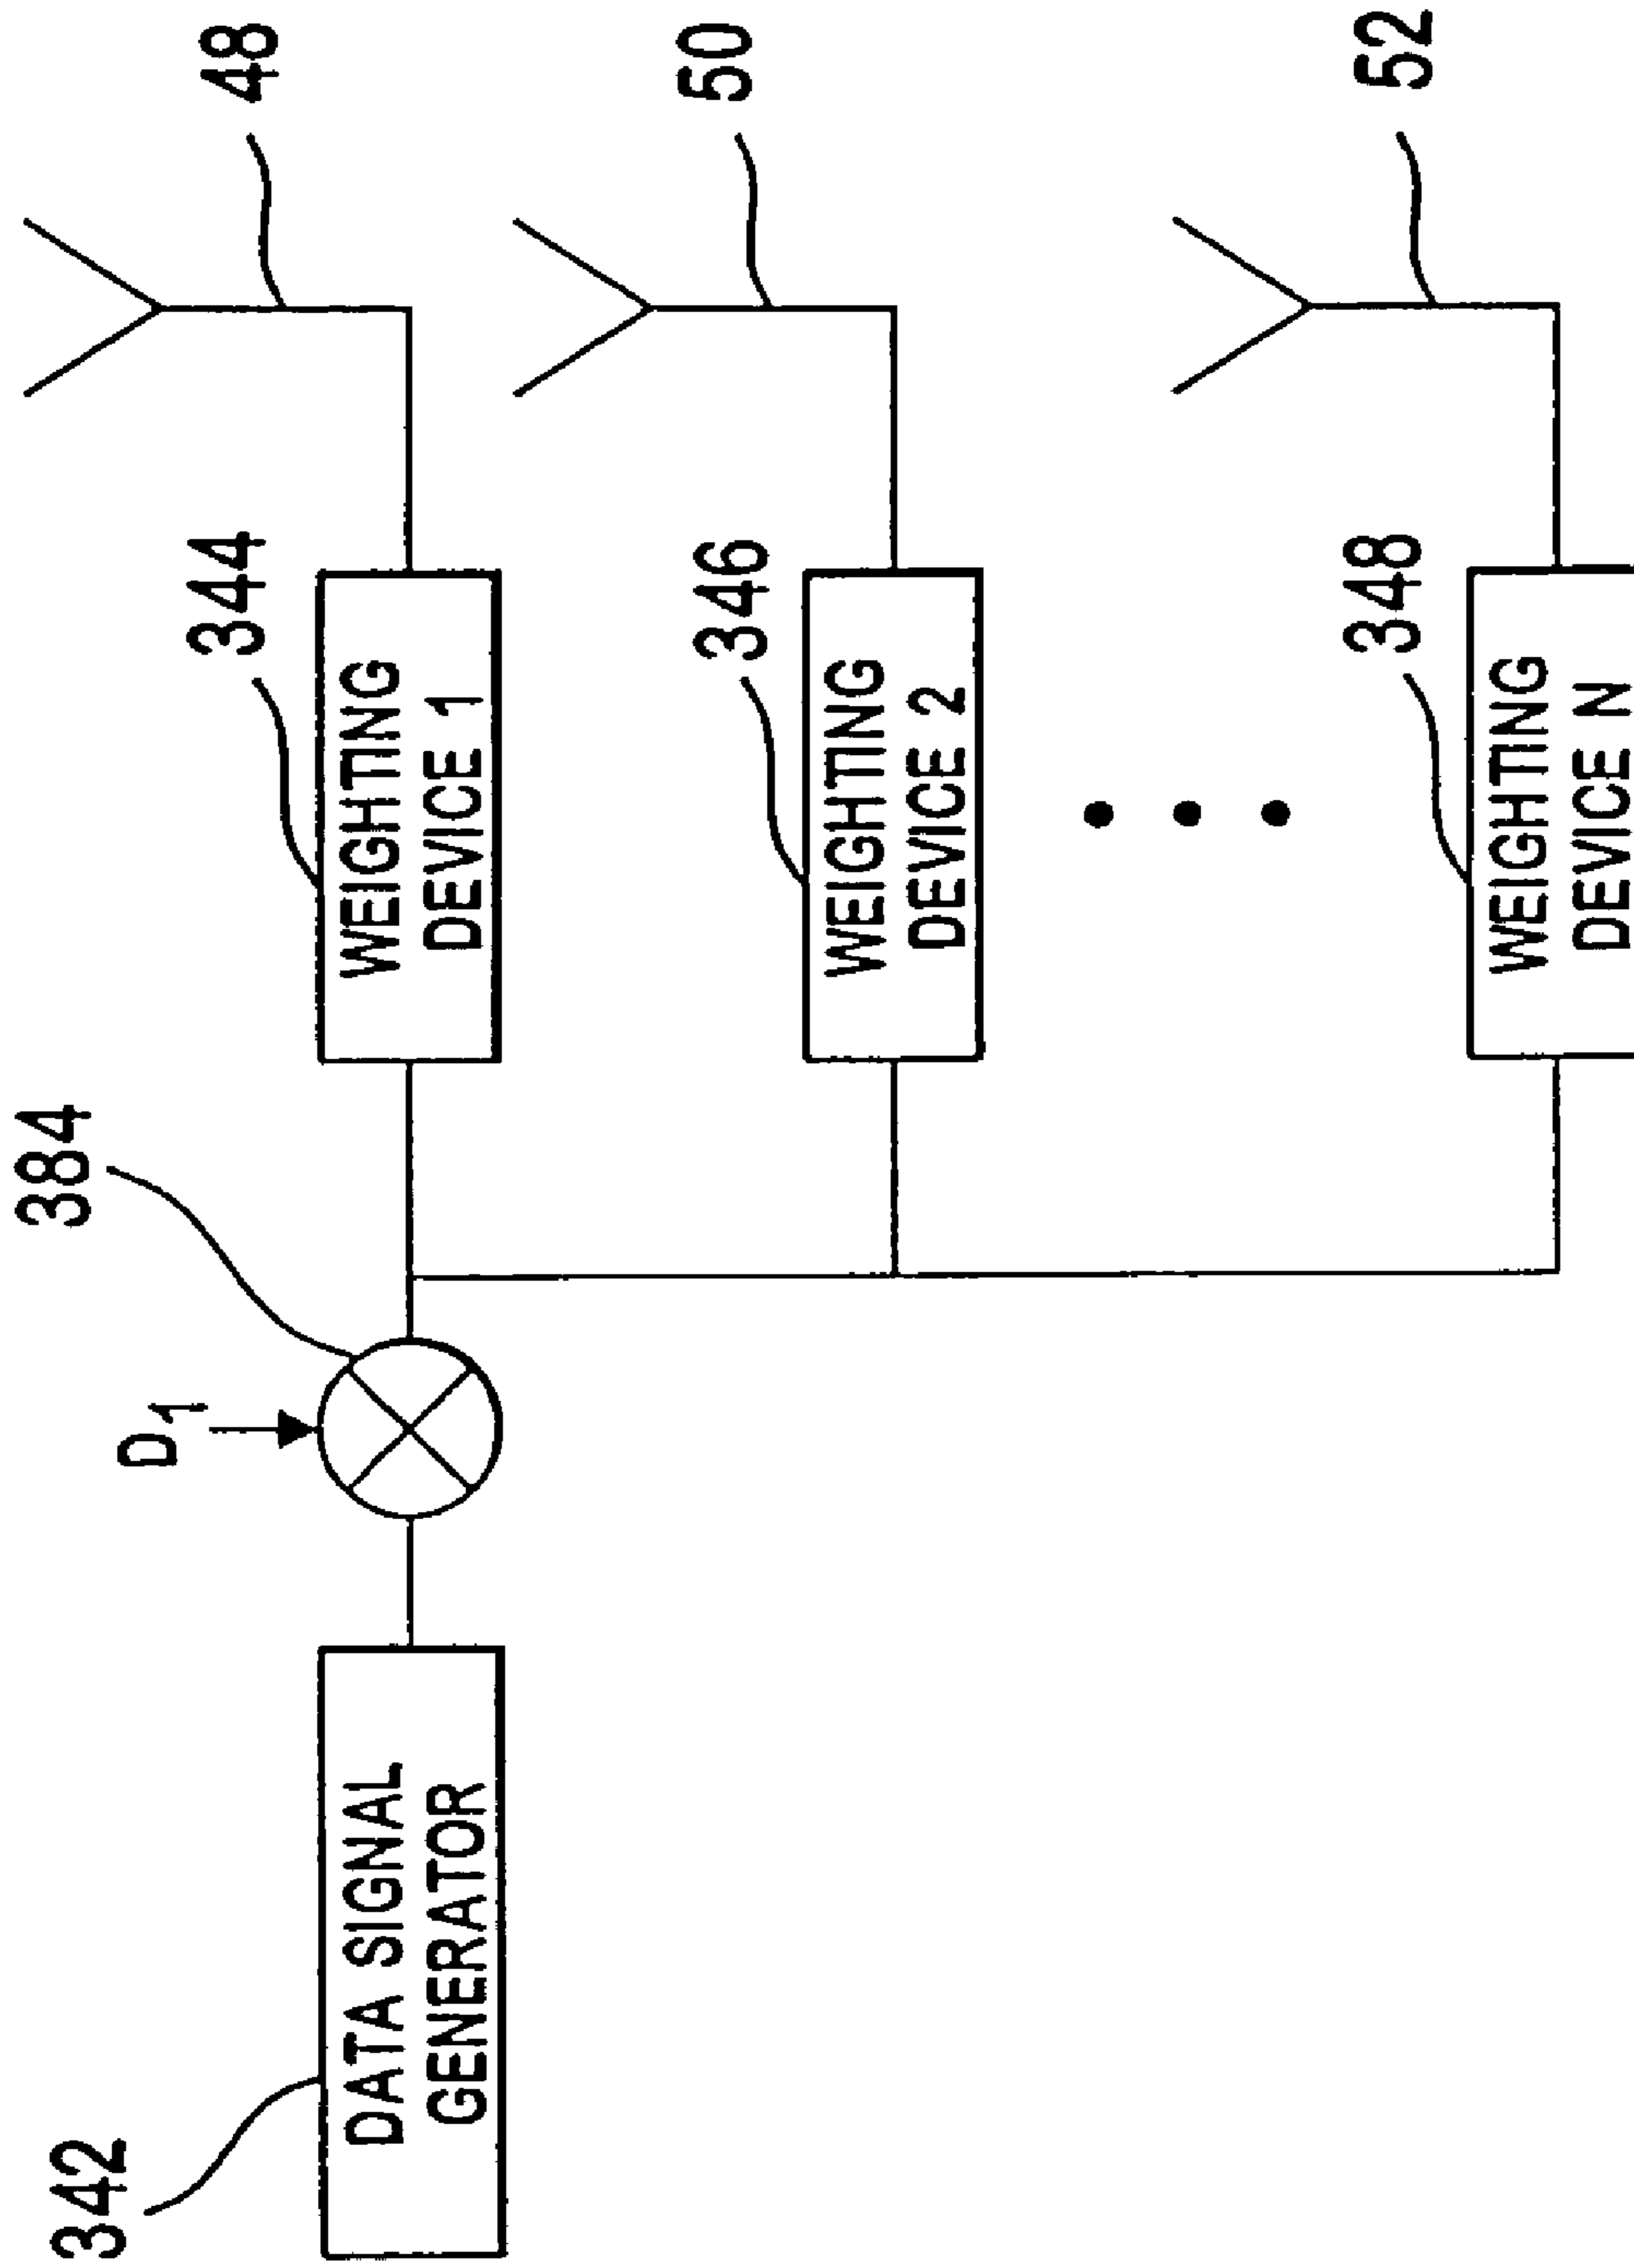 342
DATA SIGNAL
GENERATOR
D1
384
344
WEIGHTING
DEVICE 1
48
346
WEIGHTING
DEVICE 2
50
348
WEIGHTING
DEVICE N
52